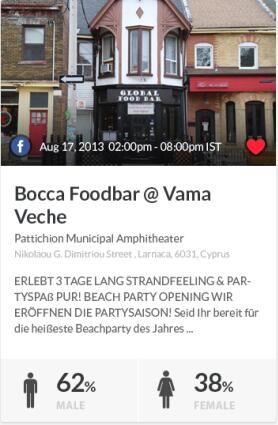 GLOBAL
FOOD BAR
f Aug 17, 2013 02:00pm - 08:00pm IST
Bocca Foodbar @ Vama
Veche
Pattichion Municipal Amphitheater
Nikolaou G. Dimitriou Street , Larnaca, 6031, Cyprus
ERLEBT 3 TAGE LANG STRANDFEELING & PAR-
TYSPAß PUR! BEACH PARTY OPENING WIR
ERÖFFNEN DIE PARTYSAISON! Seid Ihr bereit für
die heißeste Beachparty des Jahres ...
62% 38%
MALE FEMALE